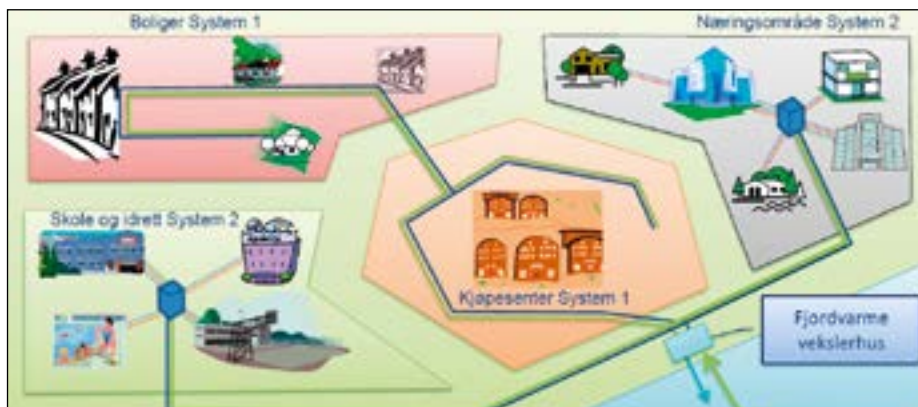 Boliger System 1
Næringsområde System 2
Skole og idrett System 2
Kjøpesenter System 1
Fjordvarme
vekslerhus